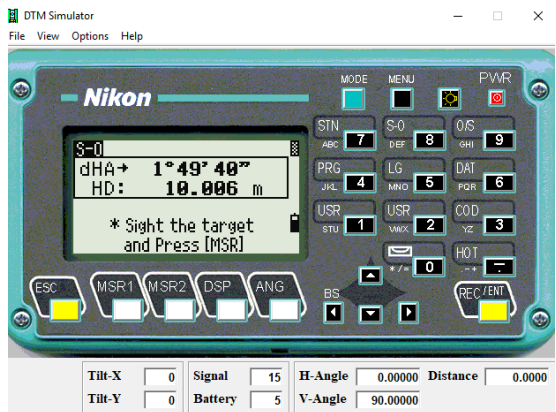 DTM Simulator
File View Options Help
Nikon
MODE MENU PWR
S-O
dHA→ 1°49'40"
HD: 10.006 m
* Sight the target
and Press [MSR]
STN ABC 7
S-O DEF 8
O/S GHI 9
PRG JKL 4
LG MNO 5
DAT PQR 6
USR STU 1
USR VWX 2
COD YZ 3
* / = 0
HOT - + .
BS
ESC MSR1 MSR2 DSP ANG REC/ENT
Tilt-X 0 Signal 15 H-Angle 0.00000 Distance 0.0000
Tilt-Y 0 Battery 5 V-Angle 90.00000